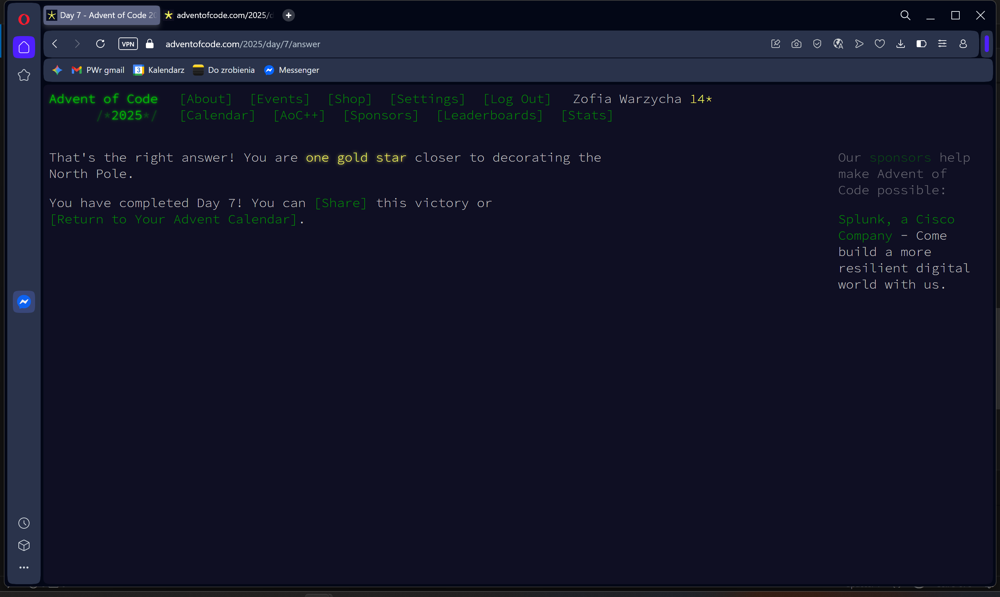 Day 7 - Advent of Code 20
adventofcode.com/2025/d
VPN
adventofcode.com/2025/day/7/answer
PWr gmail
3
Kalendarz
Do zrobienia
Messenger
Advent of Code [About] [Events] [Shop] [Settings] [Log Out] Zofia Warzycha 14*
/*2025*/ [Calendar] [AoC++] [Sponsors] [Leaderboards] [Stats]
That's the right answer! You are one gold star closer to decorating the
North Pole.
You have completed Day 7! You can [Share] this victory or
[Return to Your Advent Calendar].
Our sponsors help
make Advent of
Code possible:
Splunk, a Cisco
Company - Come
build a more
resilient digital
world with us.